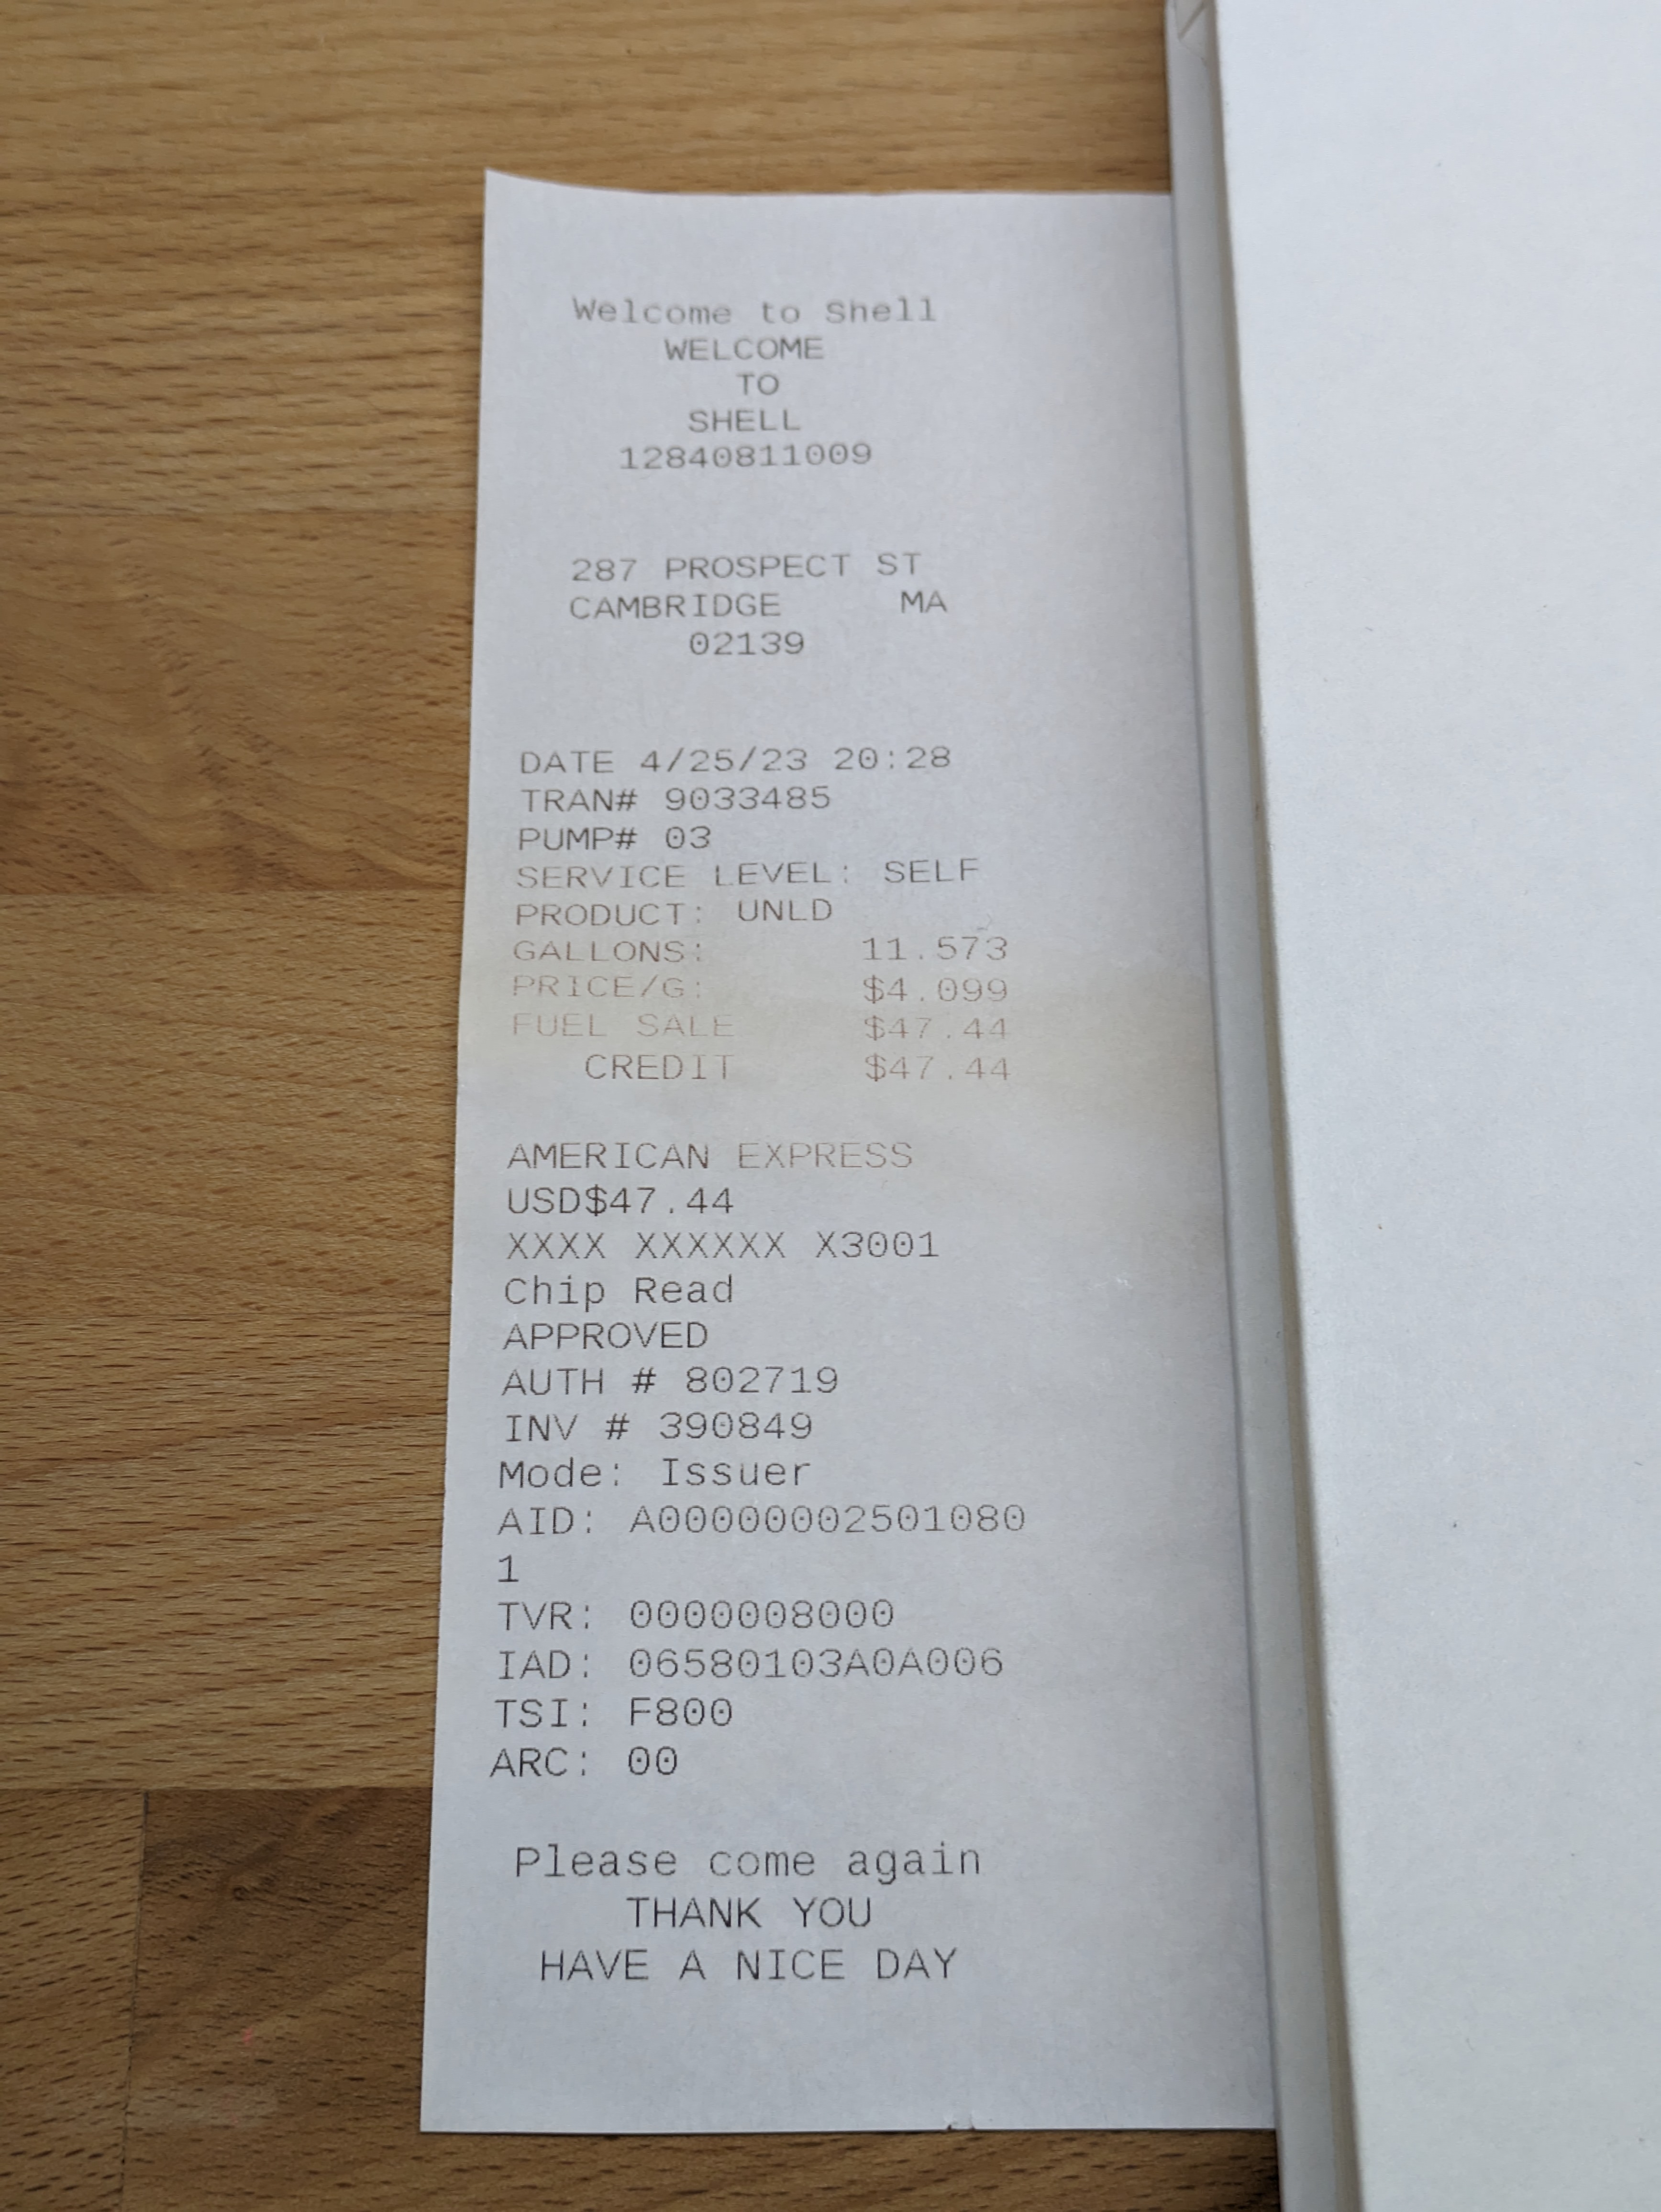 Welcome to Shell
WELCOME
TO
SHELL
12840811009
287 PROSPECT ST
CAMBRIDGE MA
02139
DATE 4/25/23 20:28
TRAN# 9033485
PUMP# 03
SERVICE LEVEL: SELF
PRODUCT: UNLD
GALLONS: 11.573
PRICE/G: $4.099
FUEL SALE $47.44
CREDIT $47.44
AMERICAN EXPRESS
USD$47.44
XXXX XXXXXX X3001
Chip Read
APPROVED
AUTH # 802719
INV # 390849
Mode: Issuer
AID: A00000002501080
1
TVR: 0000008000
IAD: 06580103A0A006
TSI: F800
ARC: 00
Please come again
THANK YOU
HAVE A NICE DAY